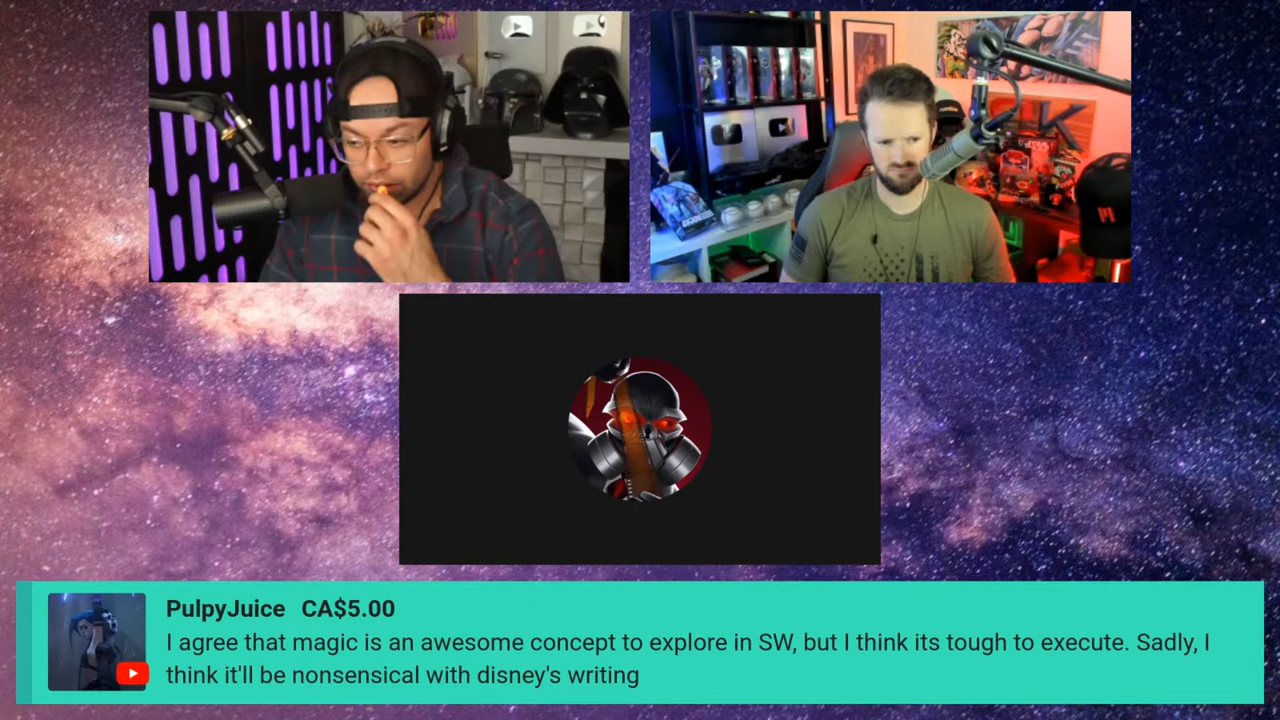 PulpyJuice CA$5.00
I agree that magic is an awesome concept to explore in SW, but I think its tough to execute. Sadly, I
think it'll be nonsensical with disney's writing